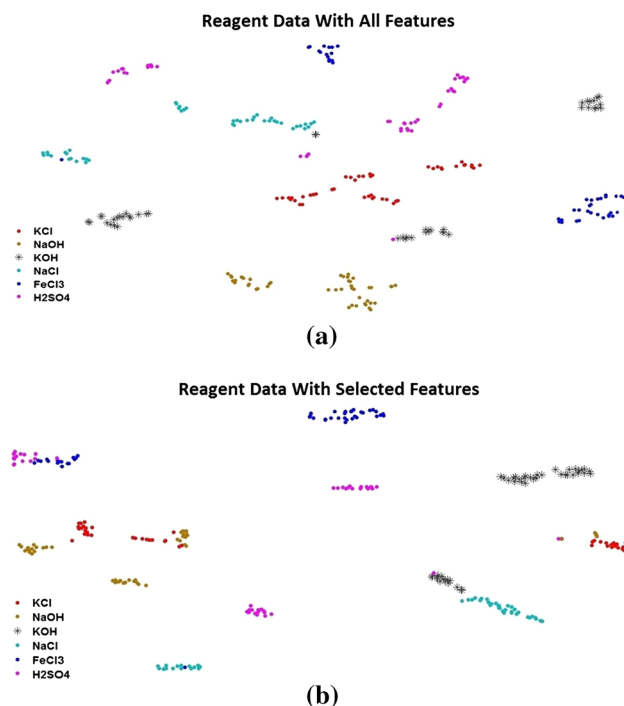 Reagent Data With All Features
KCl
NaOH
KOH
NaCl
FeCl3
H2SO4
(a)
Reagent Data With Selected Features
KCl
NaOH
KOH
NaCl
FeCl3
H2SO4
(b)